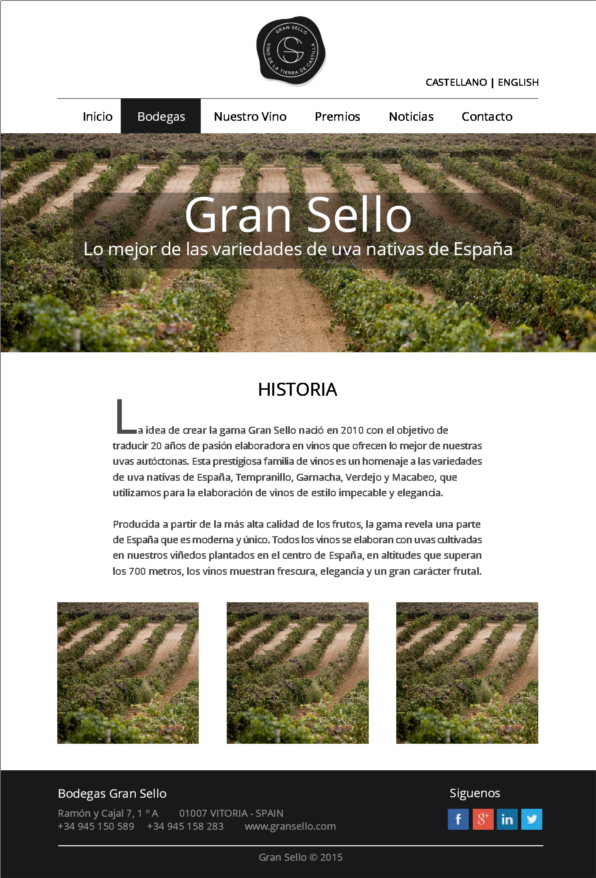 GRAN SELLO
VINO DE LA TIERRA DE CASTILLA
CASTELLANO | ENGLISH
Inicio Bodegas Nuestro Vino Premios Noticias Contacto
Gran Sello
Lo mejor de las variedades de uva nativas de España
HISTORIA
La idea de crear la gama Gran Sello nació en 2010 con el objetivo de
traducir 20 años de pasión elaboradora en vinos que ofrecen lo mejor de nuestras
uvas autóctonas. Esta prestigiosa familia de vinos es un homenaje a las variedades
de uva nativas de España, Tempranillo, Garnacha, Verdejo y Macabeo, que
utilizamos para la elaboración de vinos de estilo impecable y elegancia.
Producida a partir de la más alta calidad de los frutos, la gama revela una parte
de España que es moderna y único. Todos los vinos se elaboran con uvas cultivadas
en nuestros viñedos plantados en el centro de España, en altitudes que superan
los 700 metros, los vinos muestran frescura, elegancia y un gran carácter frutal.
Bodegas Gran Sello Siguenos
Ramón y Cajal 7, 1 º A 01007 VITORIA - SPAIN
+34 945 150 589 +34 945 158 283 www.gransello.com
f g+ in
Gran Sello © 2015